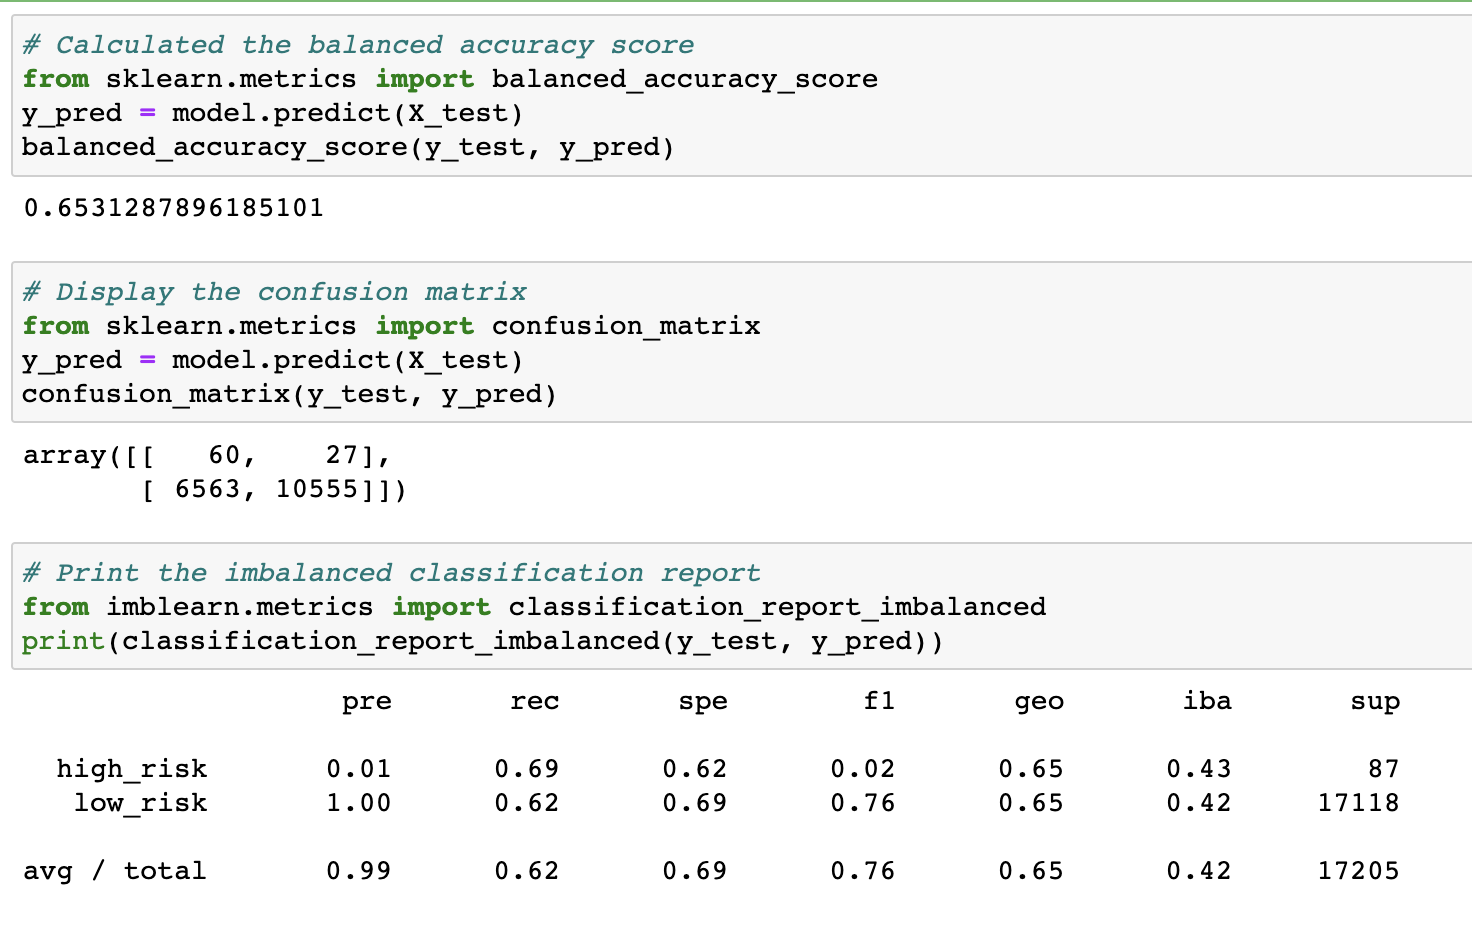 # Calculated the balanced accuracy score
from sklearn.metrics import balanced_accuracy_score
y_pred = model.predict(X_test)
balanced_accuracy_score(y_test, y_pred)
0.6531287896185101
# Display the confusion matrix
from sklearn.metrics import confusion_matrix
y_pred = model.predict(X_test)
confusion_matrix(y_test, y_pred)
array([[   60,    27],
       [ 6563, 10555]])
# Print the imbalanced classification report
from imblearn.metrics import classification_report_imbalanced
print(classification_report_imbalanced(y_test, y_pred))
                   pre       rec       spe        f1       geo       iba       sup
  high_risk       0.01      0.69      0.62      0.02      0.65      0.43        87
   low_risk       1.00      0.62      0.69      0.76      0.65      0.42     17118
avg / total       0.99      0.62      0.69      0.76      0.65      0.42     17205